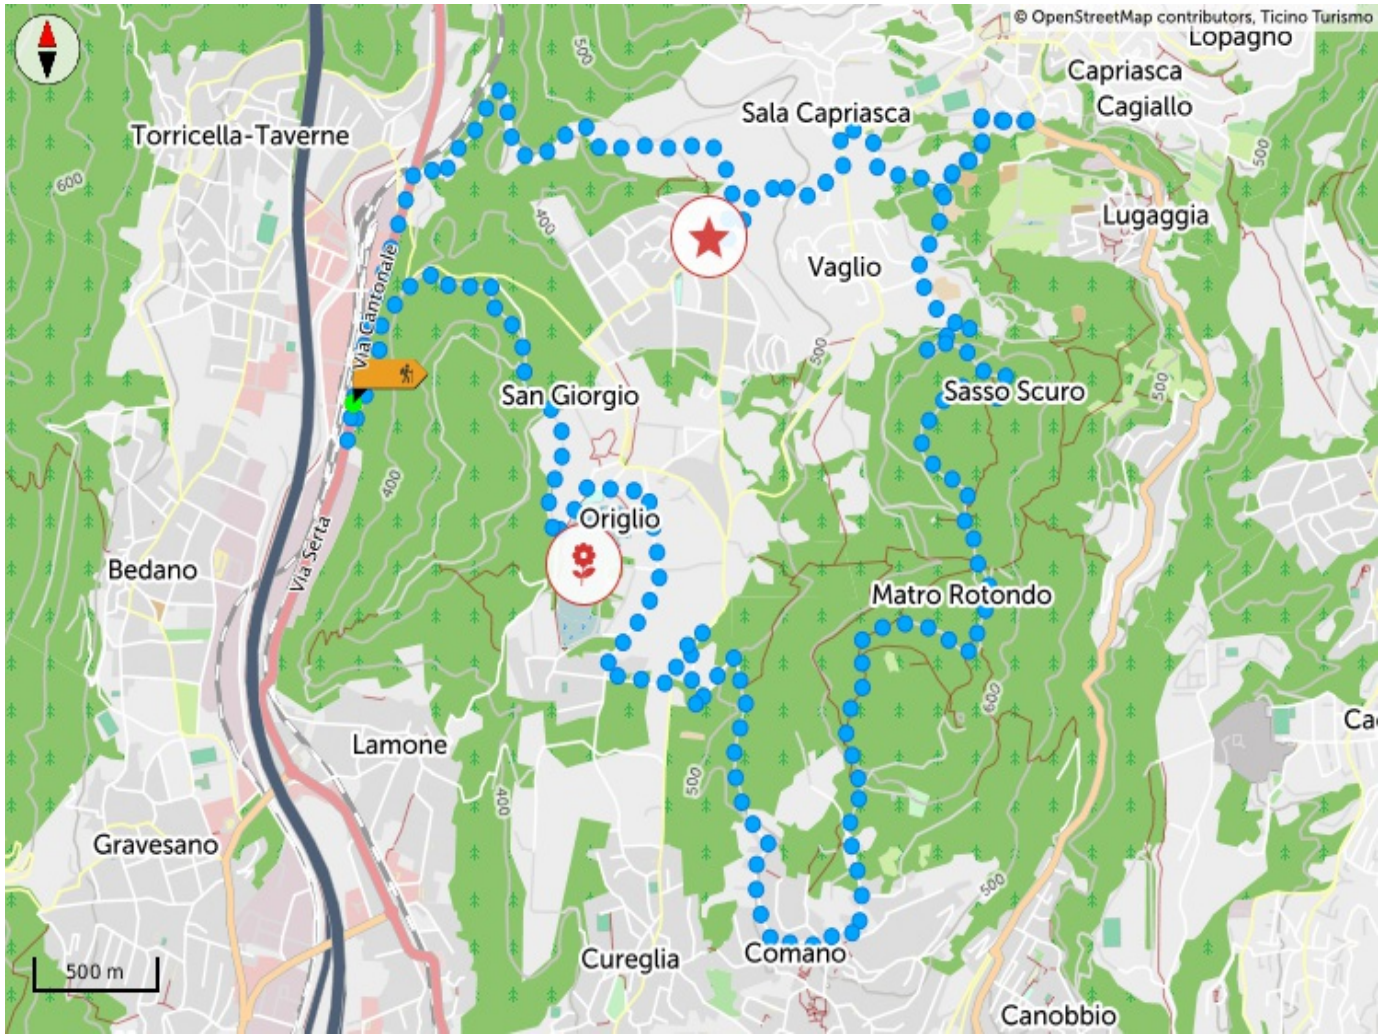 © OpenStreetMap contributors, Ticino Turismo
Lopagno
500
Capriasca
Cagiallo
Sala Capriasca
Torricella-Taverne
500
600
400
Lugaggia
Vaglio
Via Cantonale
500
500
San Giorgio
Sasso Scuro
400
Origlio
Via Serta
Bedano
Matro Rotondo
600
Ca
Lamone
500
400
Gravesano
500
Cureglia
Comano
500 m
Canobbio